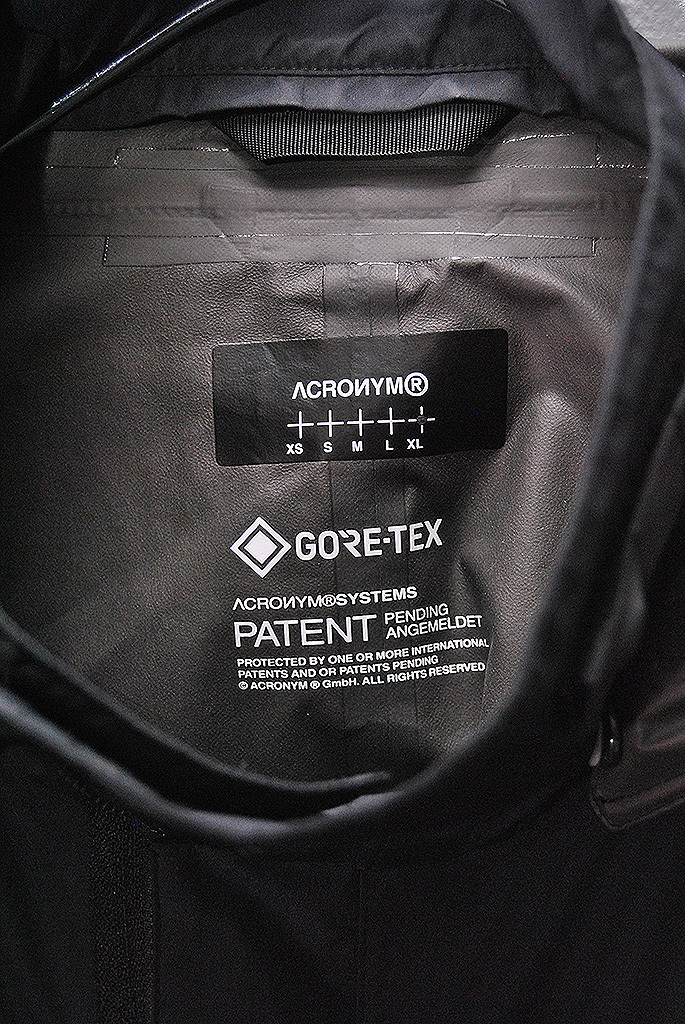 ACRONYM®
XS S M L XL
GORE-TEX
ACRONYM®SYSTEMS
PATENT PENDING
ANGEMELDET
PROTECTED BY ONE OR MORE INTERNATIONAL
PATENTS AND OR PATENTS PENDING
© ACRONYM ® GmbH. ALL RIGHTS RESERVED